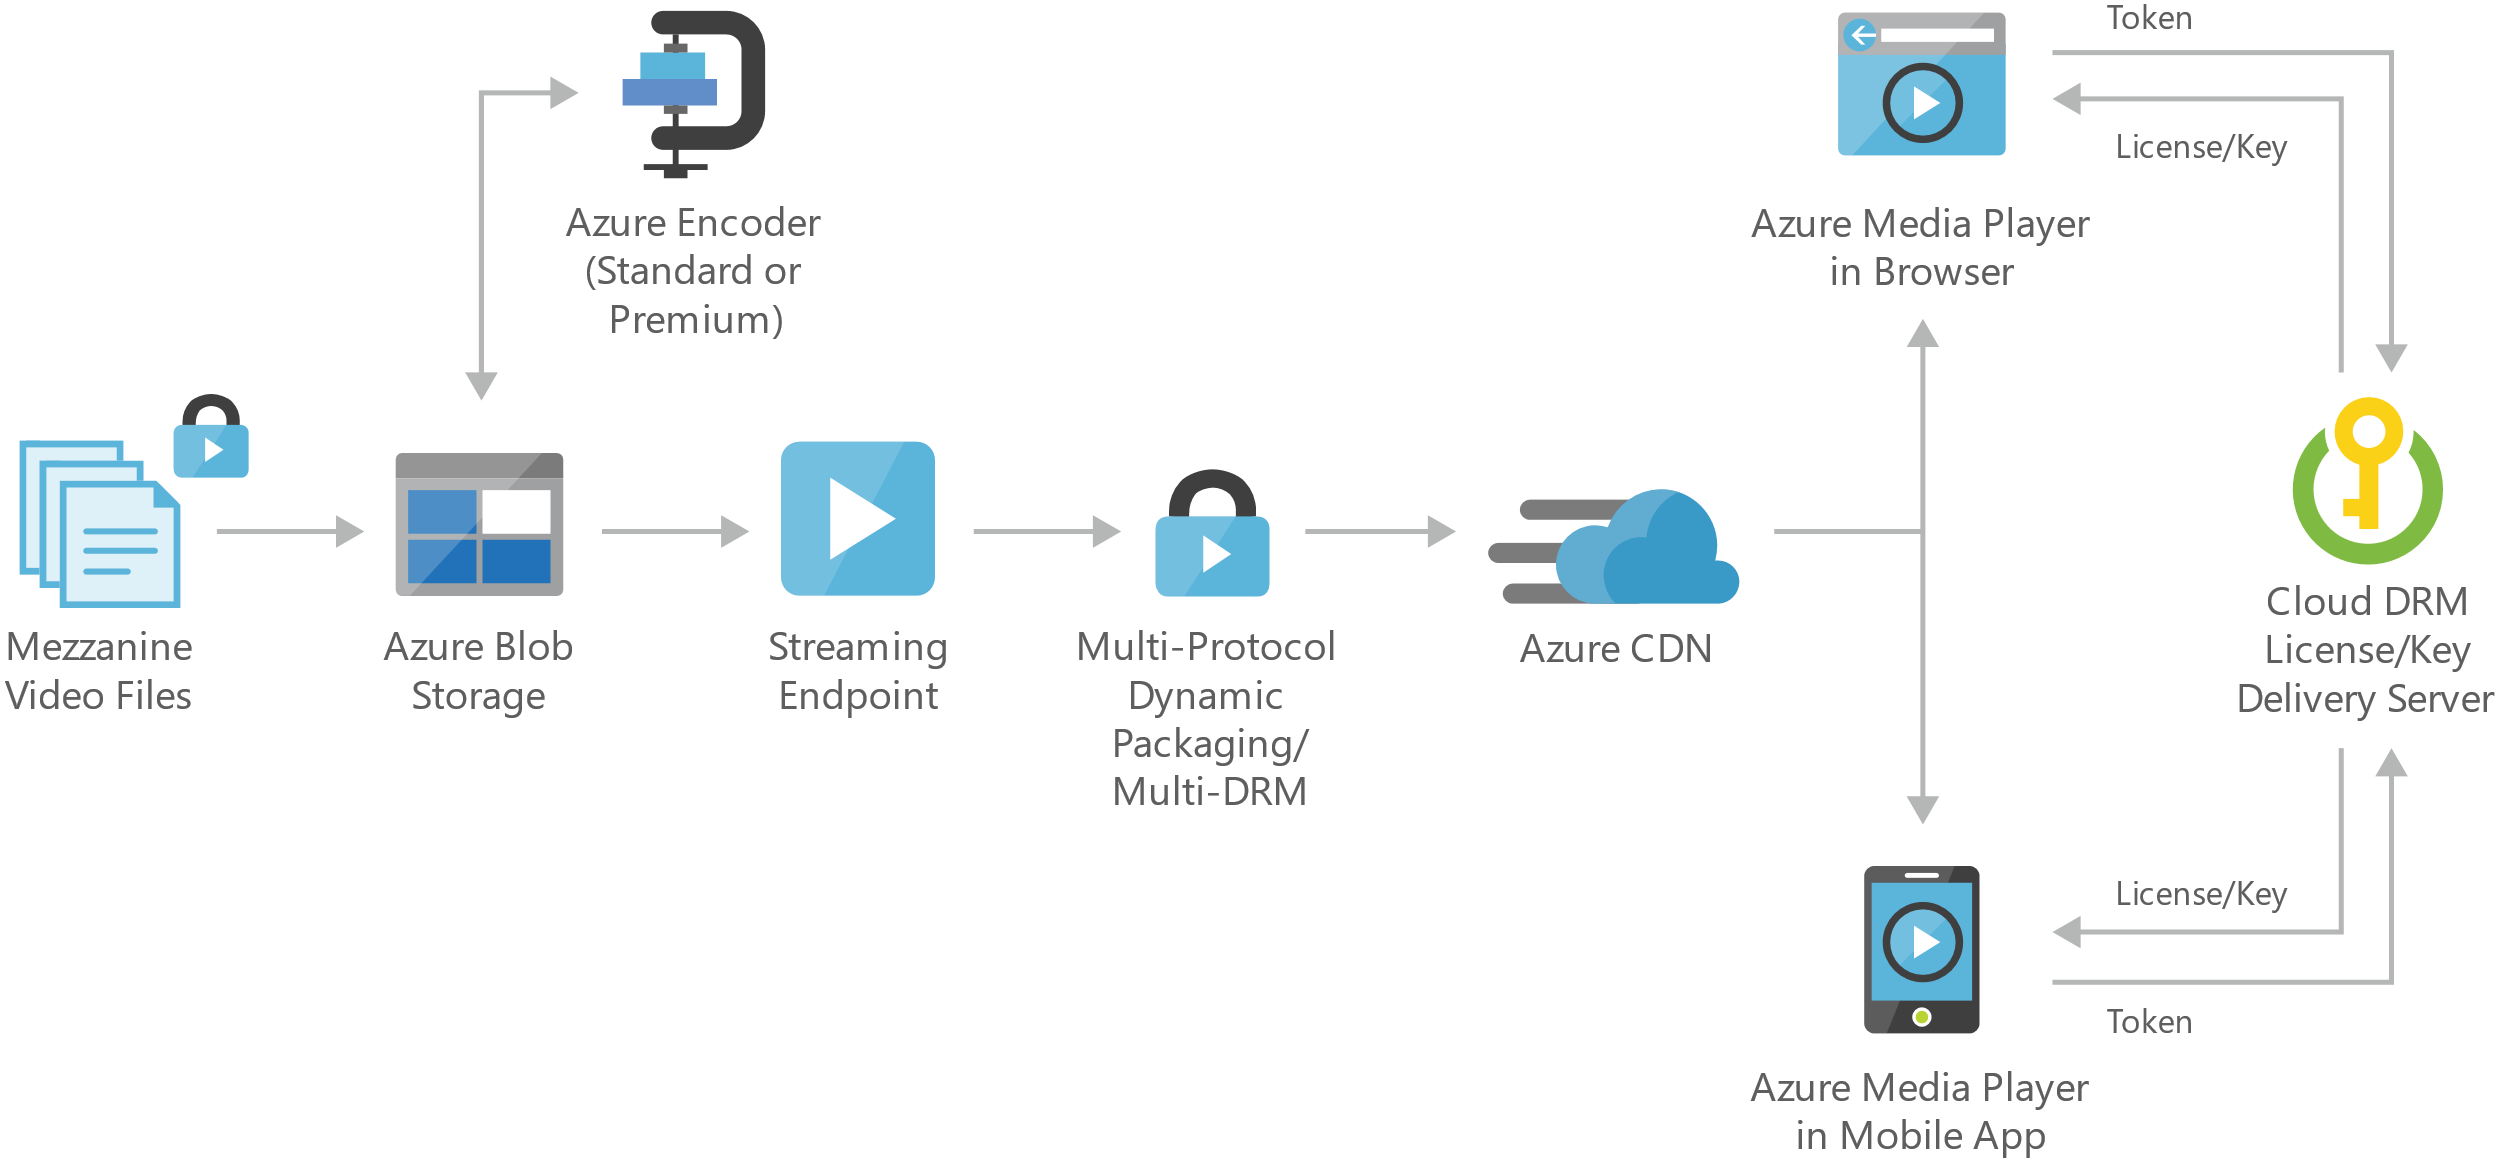 Token
License/Key
Azure Encoder
(Standard or
Premium)
Azure Media Player
in Browser
Mezzanine
Video Files
Azure Blob
Storage
Streaming
Endpoint
Multi-Protocol
Dynamic
Packaging/
Multi-DRM
Azure CDN
Cloud DRM
License/Key
Delivery Server
License/Key
Token
Azure Media Player
in Mobile App